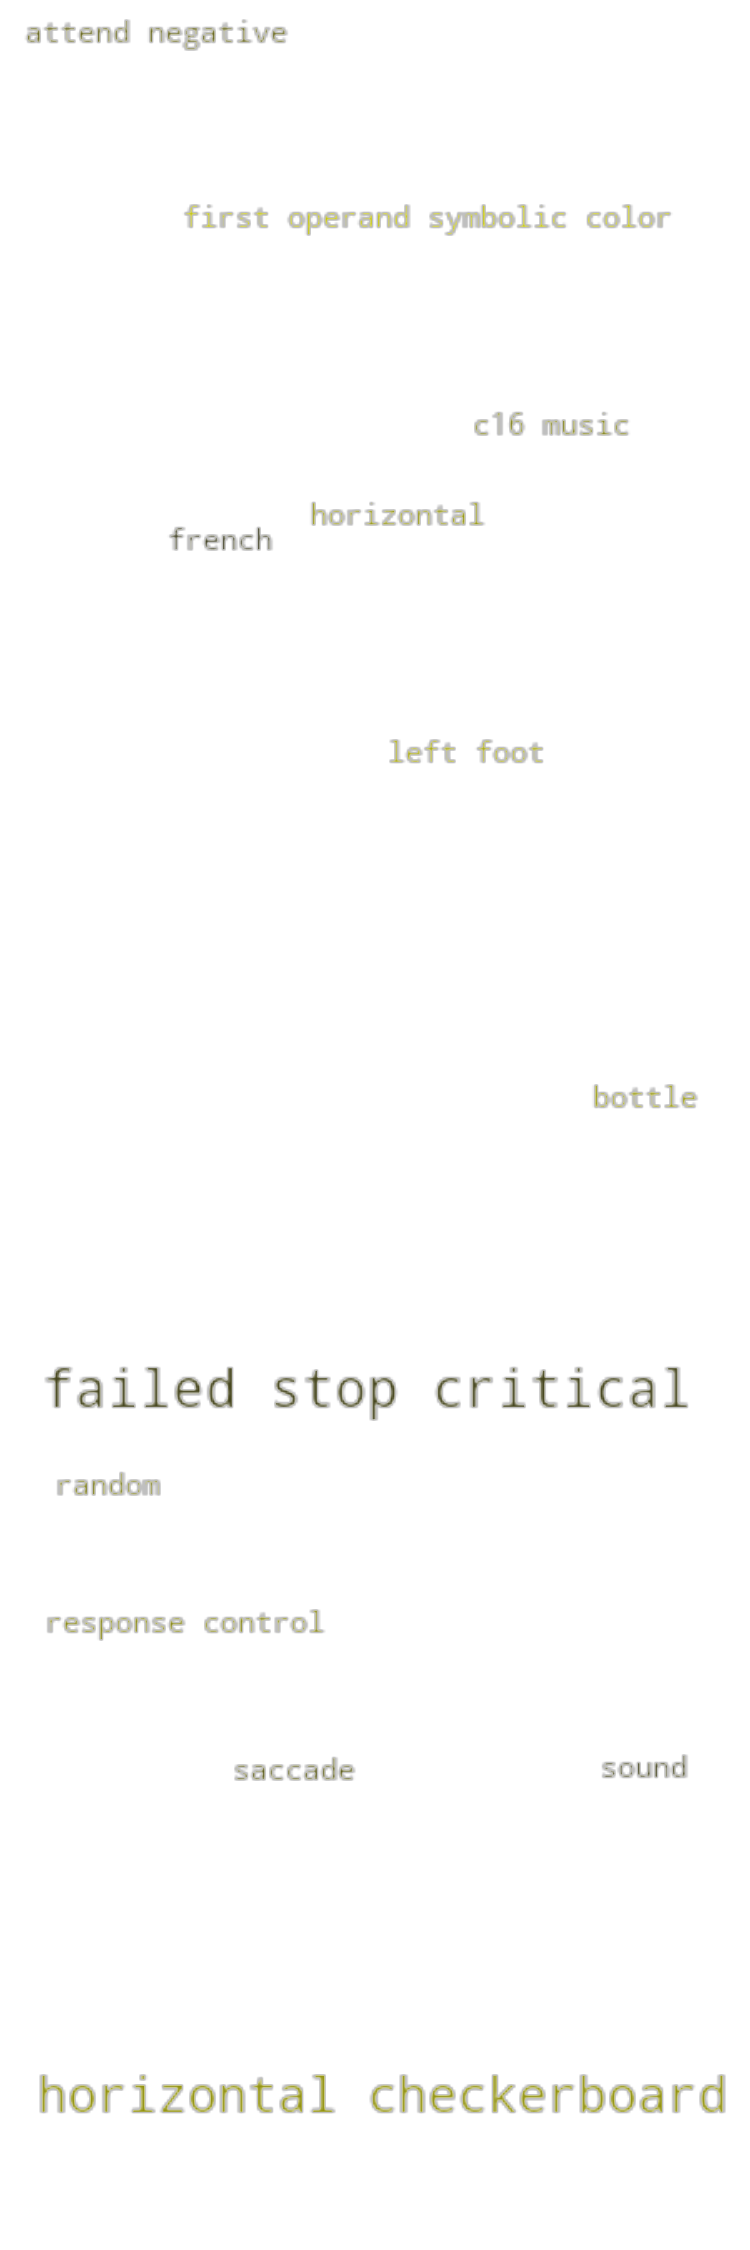 attend negative
first operand symbolic color
c16 music
horizontal
french
left foot
bottle
failed stop critical
random
response control
saccade
sound
horizontal checkerboard